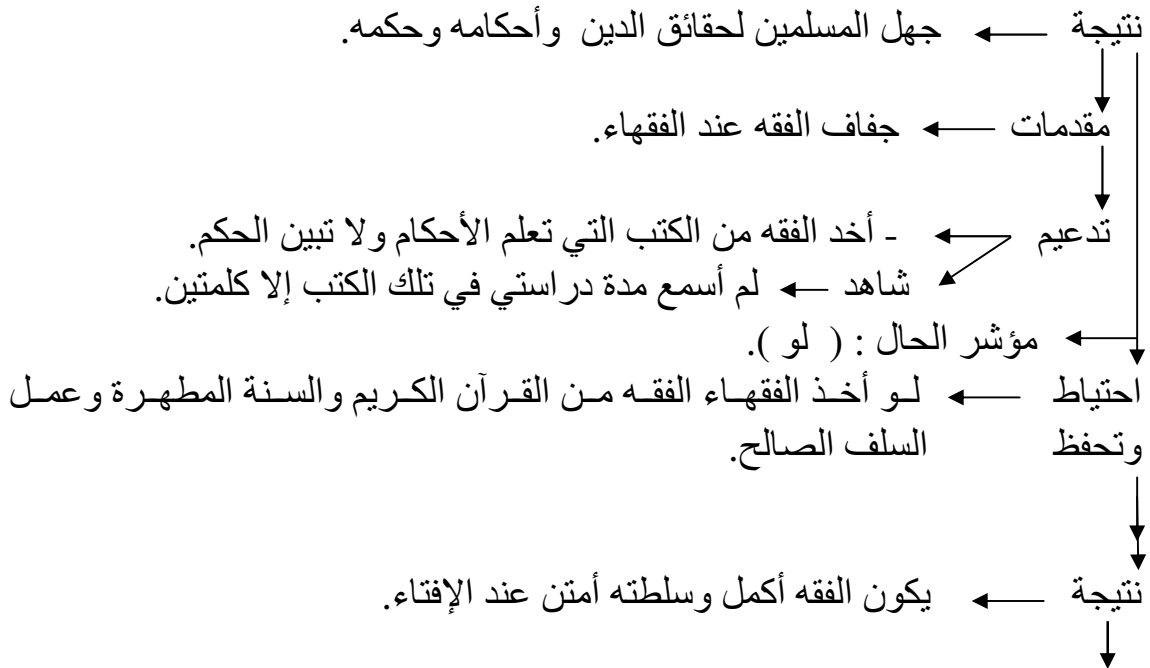 نتيجة جهل المسلمين لحقائق الدين وأحكامه وحكمه.
مقدمات جفاف الفقه عند الفقهاء.
تدعيم - أخد الفقه من الكتب التي تعلم الأحكام ولا تبين الحكم.
شاهد لم أسمع مدة دراستي في تلك الكتب إلا كلمتين.
مؤشر الحال : ( لو ).
احتياط لو أخذ الفقهاء الفقه من القرآن الكريم والسنة المطهرة وعمل
وتحفظ السلف الصالح.
نتيجة يكون الفقه أكمل وسلطته أمتن عند الإفتاء.